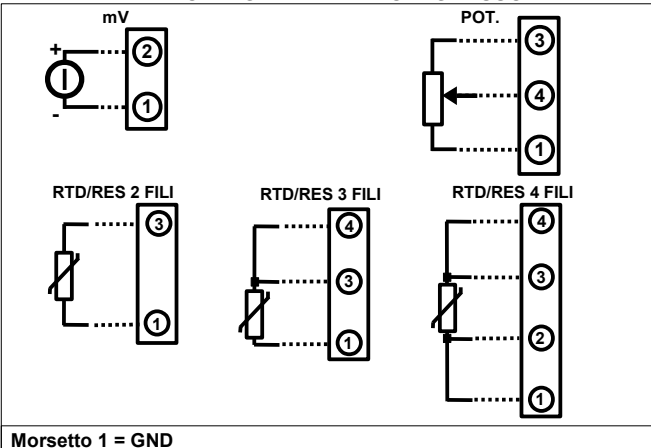 mV
POT.
+
2
1
-
3
4
1
RTD/RES 2 FILI
RTD/RES 3 FILI
RTD/RES 4 FILI
3
1
4
3
1
4
3
2
1
Morsetto 1 = GND